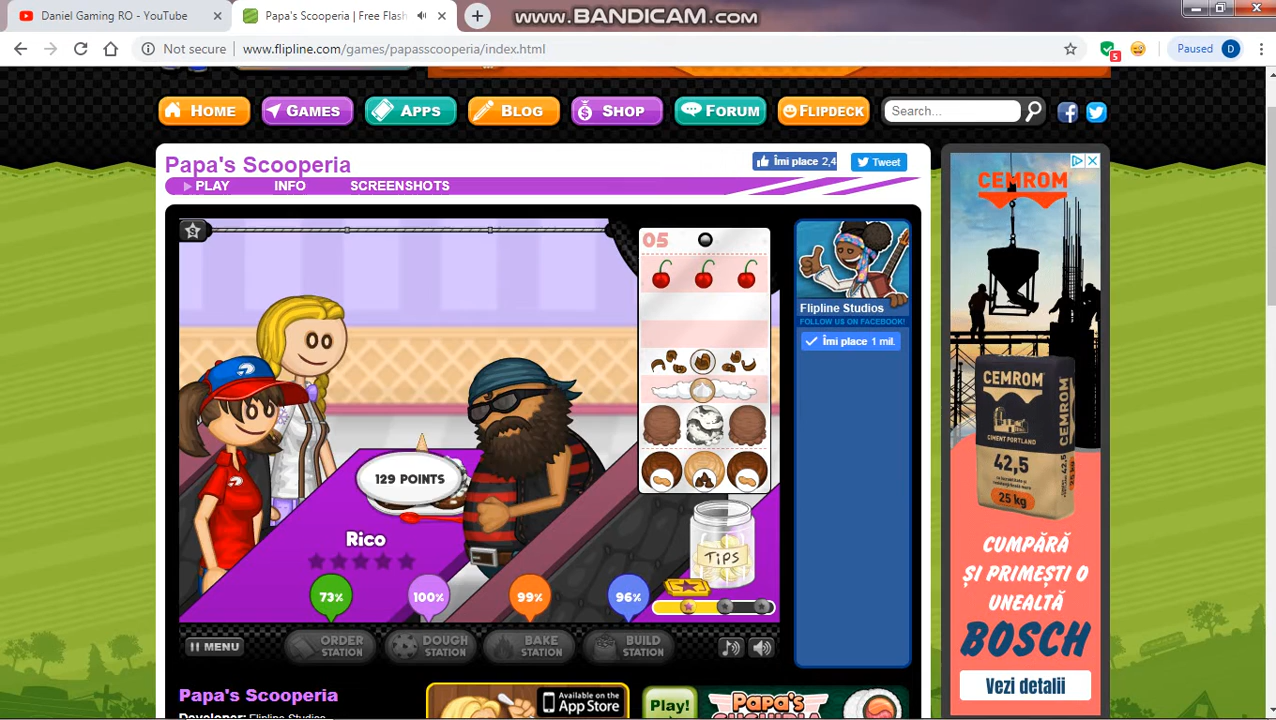 Daniel Gaming RO - YouTube
Papa's Scooperia | Free Flash
www.BANDICAM.com
Not secure
www.flipline.com/games/papasscooperia/index.html
5
Paused
D
HOME
GAMES
APPS
BLOG
SHOP
FORUM
FLIPDECK
Search...
Papa's Scooperia
Îmi place 2,4
Tweet
PLAY
INFO
SCREENSHOTS
05
129 POINTS
Rico
73%
100%
99%
96%
TIPS
MENU
ORDER STATION
DOUGH STATION
BAKE STATION
BUILD STATION
Flipline Studios
FOLLOW US ON FACEBOOK!
Îmi place 1 mil.
CEMROM
CEMROM
CIMENT PORTLAND
42,5
25 kg
CUMPĂRĂ
ȘI PRIMEȘTI O
UNEALTĂ
BOSCH
Vezi detalii
Papa's Scooperia
Developer: Flipline Studios
Available on the
App Store
Play!
PAPA'S